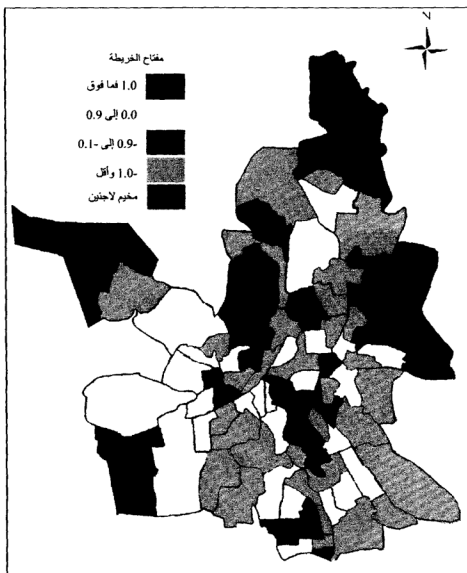 مفتاح الخريطة
1.0 فما فوق
0.0 إلى 0.9
-0.9 إلى -0.1
-1.0 وأقل
مخيم لاجئين